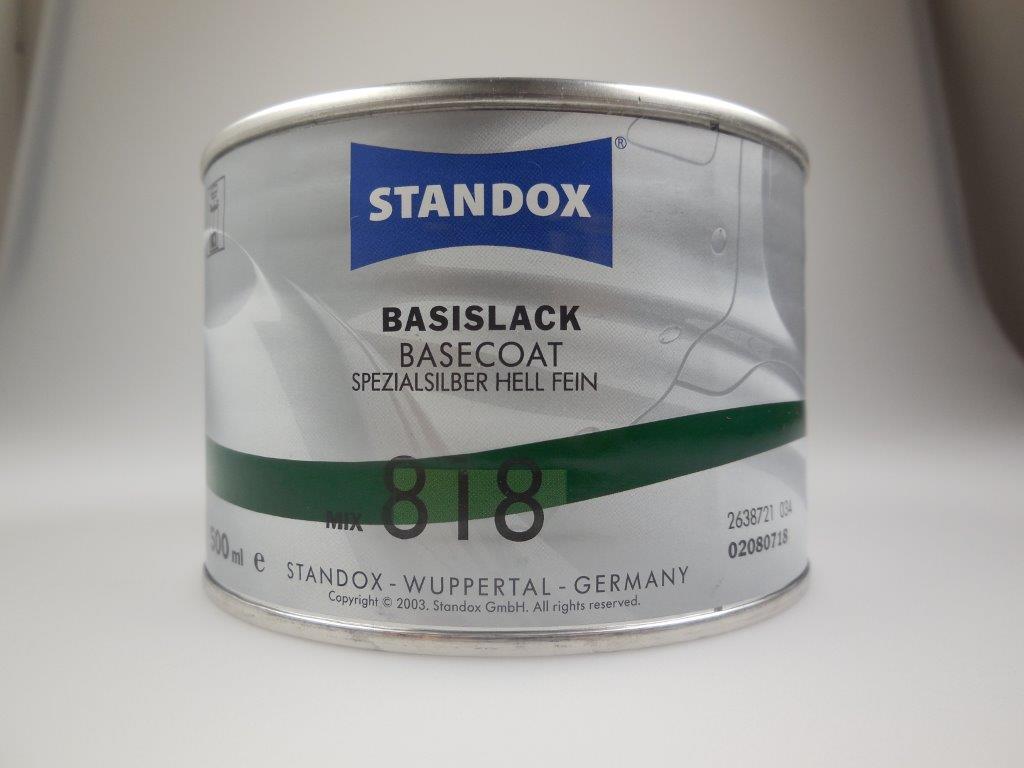 STANDOX ®
BASISLACK
BASECOAT
SPEZIALSILBER HELL FEIN
MIX 818
2638721 034
02080718
500 ml e
STANDOX - WUPPERTAL - GERMANY
Copyright © 2003. Standox GmbH. All rights reserved.